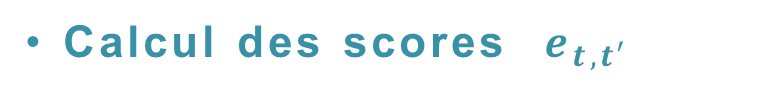 • Calcul des scores e_{t,t'}